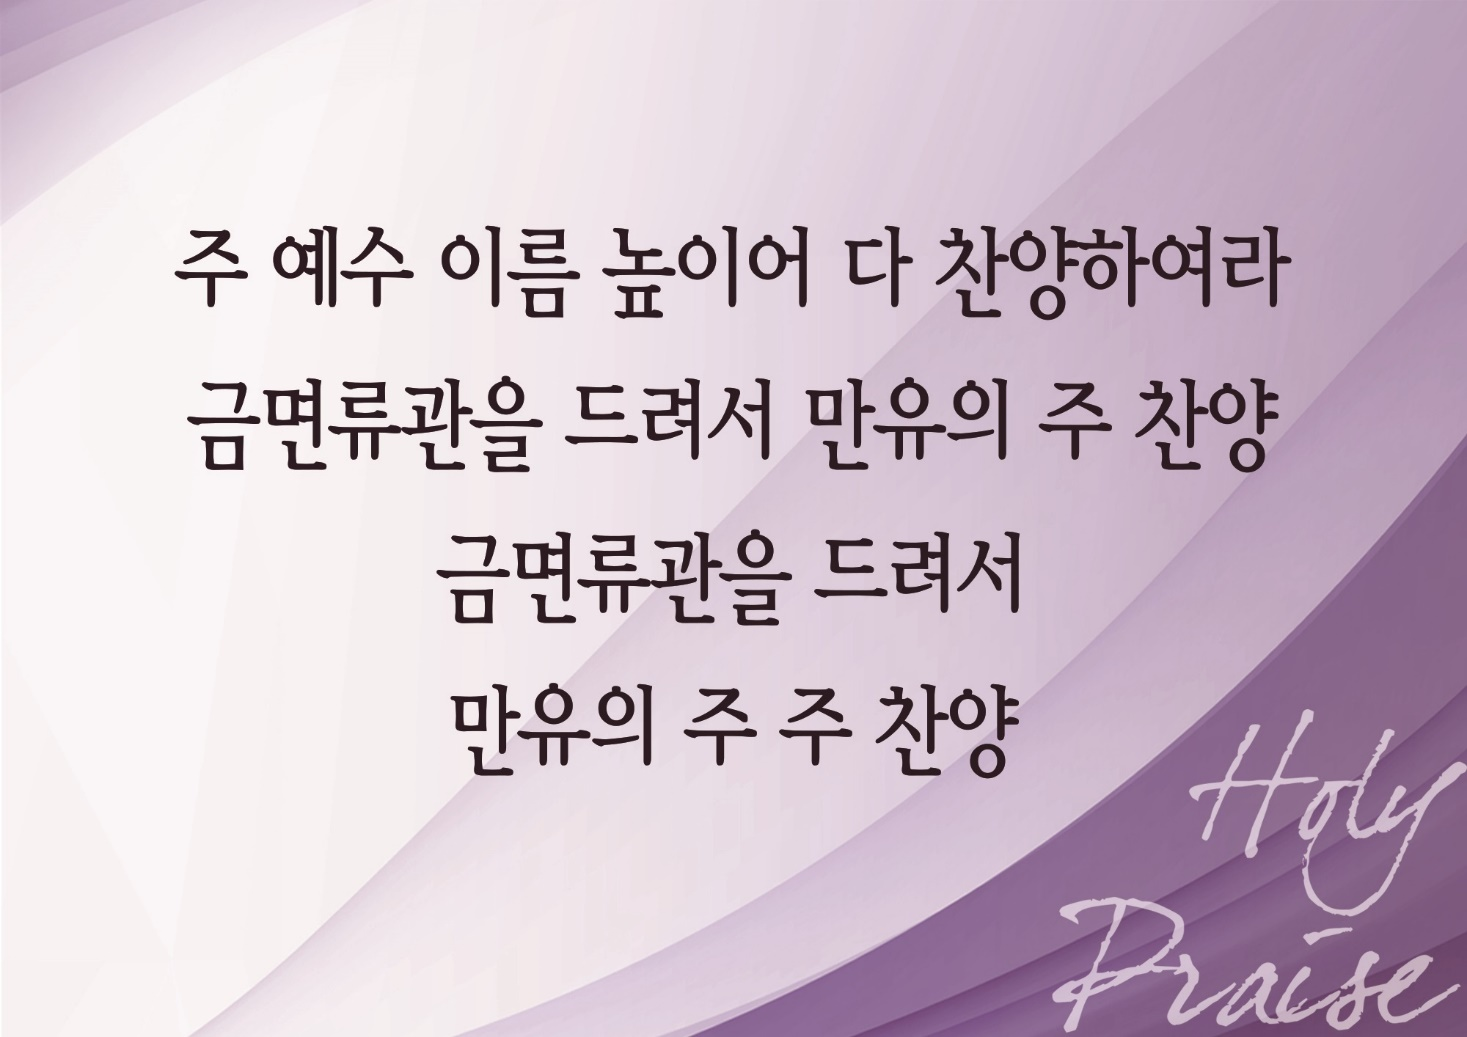 주 예수 이름 높이어 다 찬양하여라
금면류관을 드려서 만유의 주 찬양
금면류관을 드려서
만유의 주 주 찬양
Holy
Praise